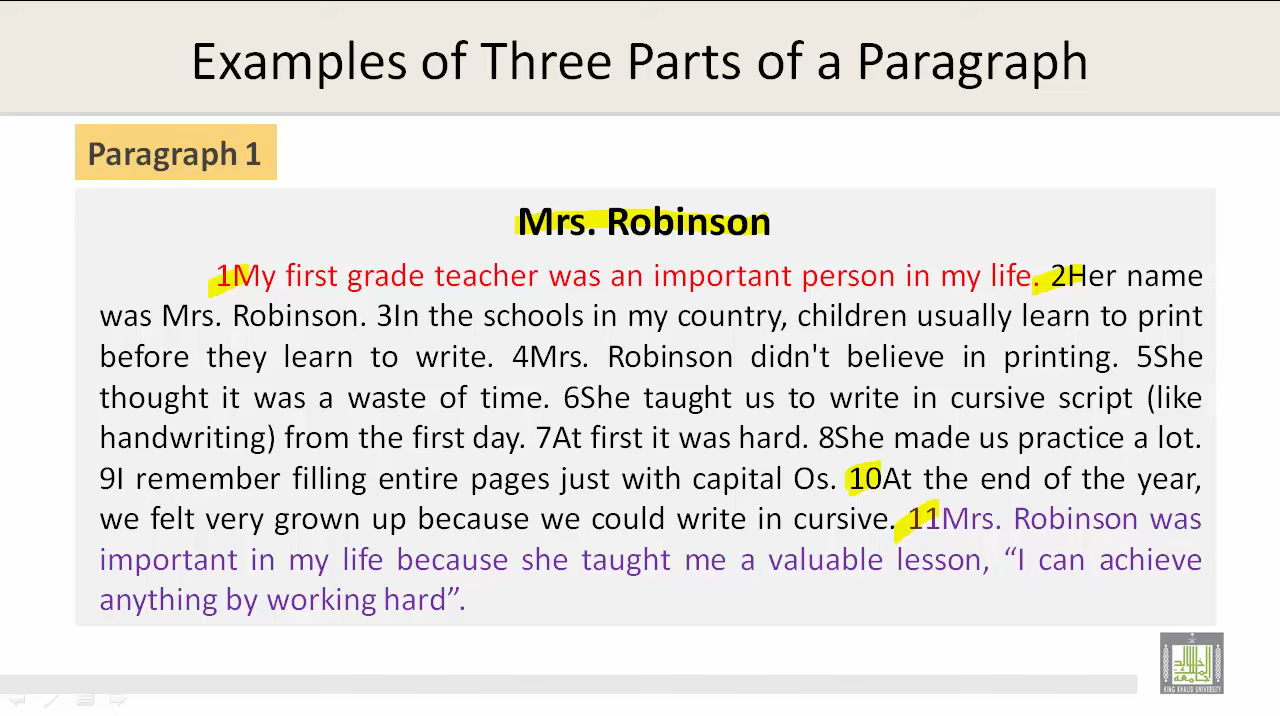 Examples of Three Parts of a Paragraph
Paragraph 1
Mrs. Robinson
1My first grade teacher was an important person in my life. 2Her name
was Mrs. Robinson. 3In the schools in my country, children usually learn to print
before they learn to write. 4Mrs. Robinson didn't believe in printing. 5She
thought it was a waste of time. 6She taught us to write in cursive script (like
handwriting) from the first day. 7At first it was hard. 8She made us practice a lot.
9I remember filling entire pages just with capital Os. 10At the end of the year,
we felt very grown up because we could write in cursive. 11Mrs. Robinson was
important in my life because she taught me a valuable lesson, “I can achieve
anything by working hard”.
KING KHALID UNIVERSITY